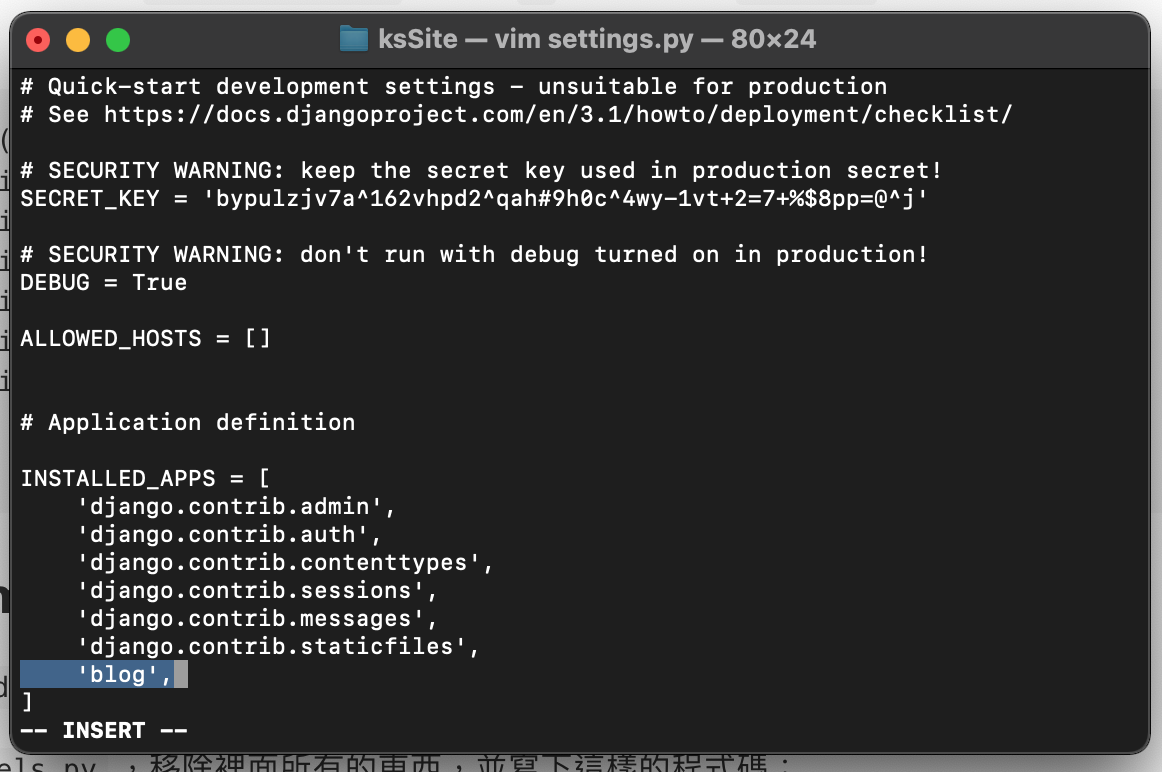 ksSite — vim settings.py — 80×24
# Quick-start development settings - unsuitable for production
# See https://docs.djangoproject.com/en/3.1/howto/deployment/checklist/
# SECURITY WARNING: keep the secret key used in production secret!
SECRET_KEY = 'bypulzjv7a^162vhpd2^qah#9h0c^4wy-1vt+2=7+%$8pp=@^j'
# SECURITY WARNING: don't run with debug turned on in production!
DEBUG = True
ALLOWED_HOSTS = []
# Application definition
INSTALLED_APPS = [
    'django.contrib.admin',
    'django.contrib.auth',
    'django.contrib.contenttypes',
    'django.contrib.sessions',
    'django.contrib.messages',
    'django.contrib.staticfiles',
    'blog',
]
-- INSERT --
els.py ，移除裡面所有的東西，並寫下這樣的程式碼：